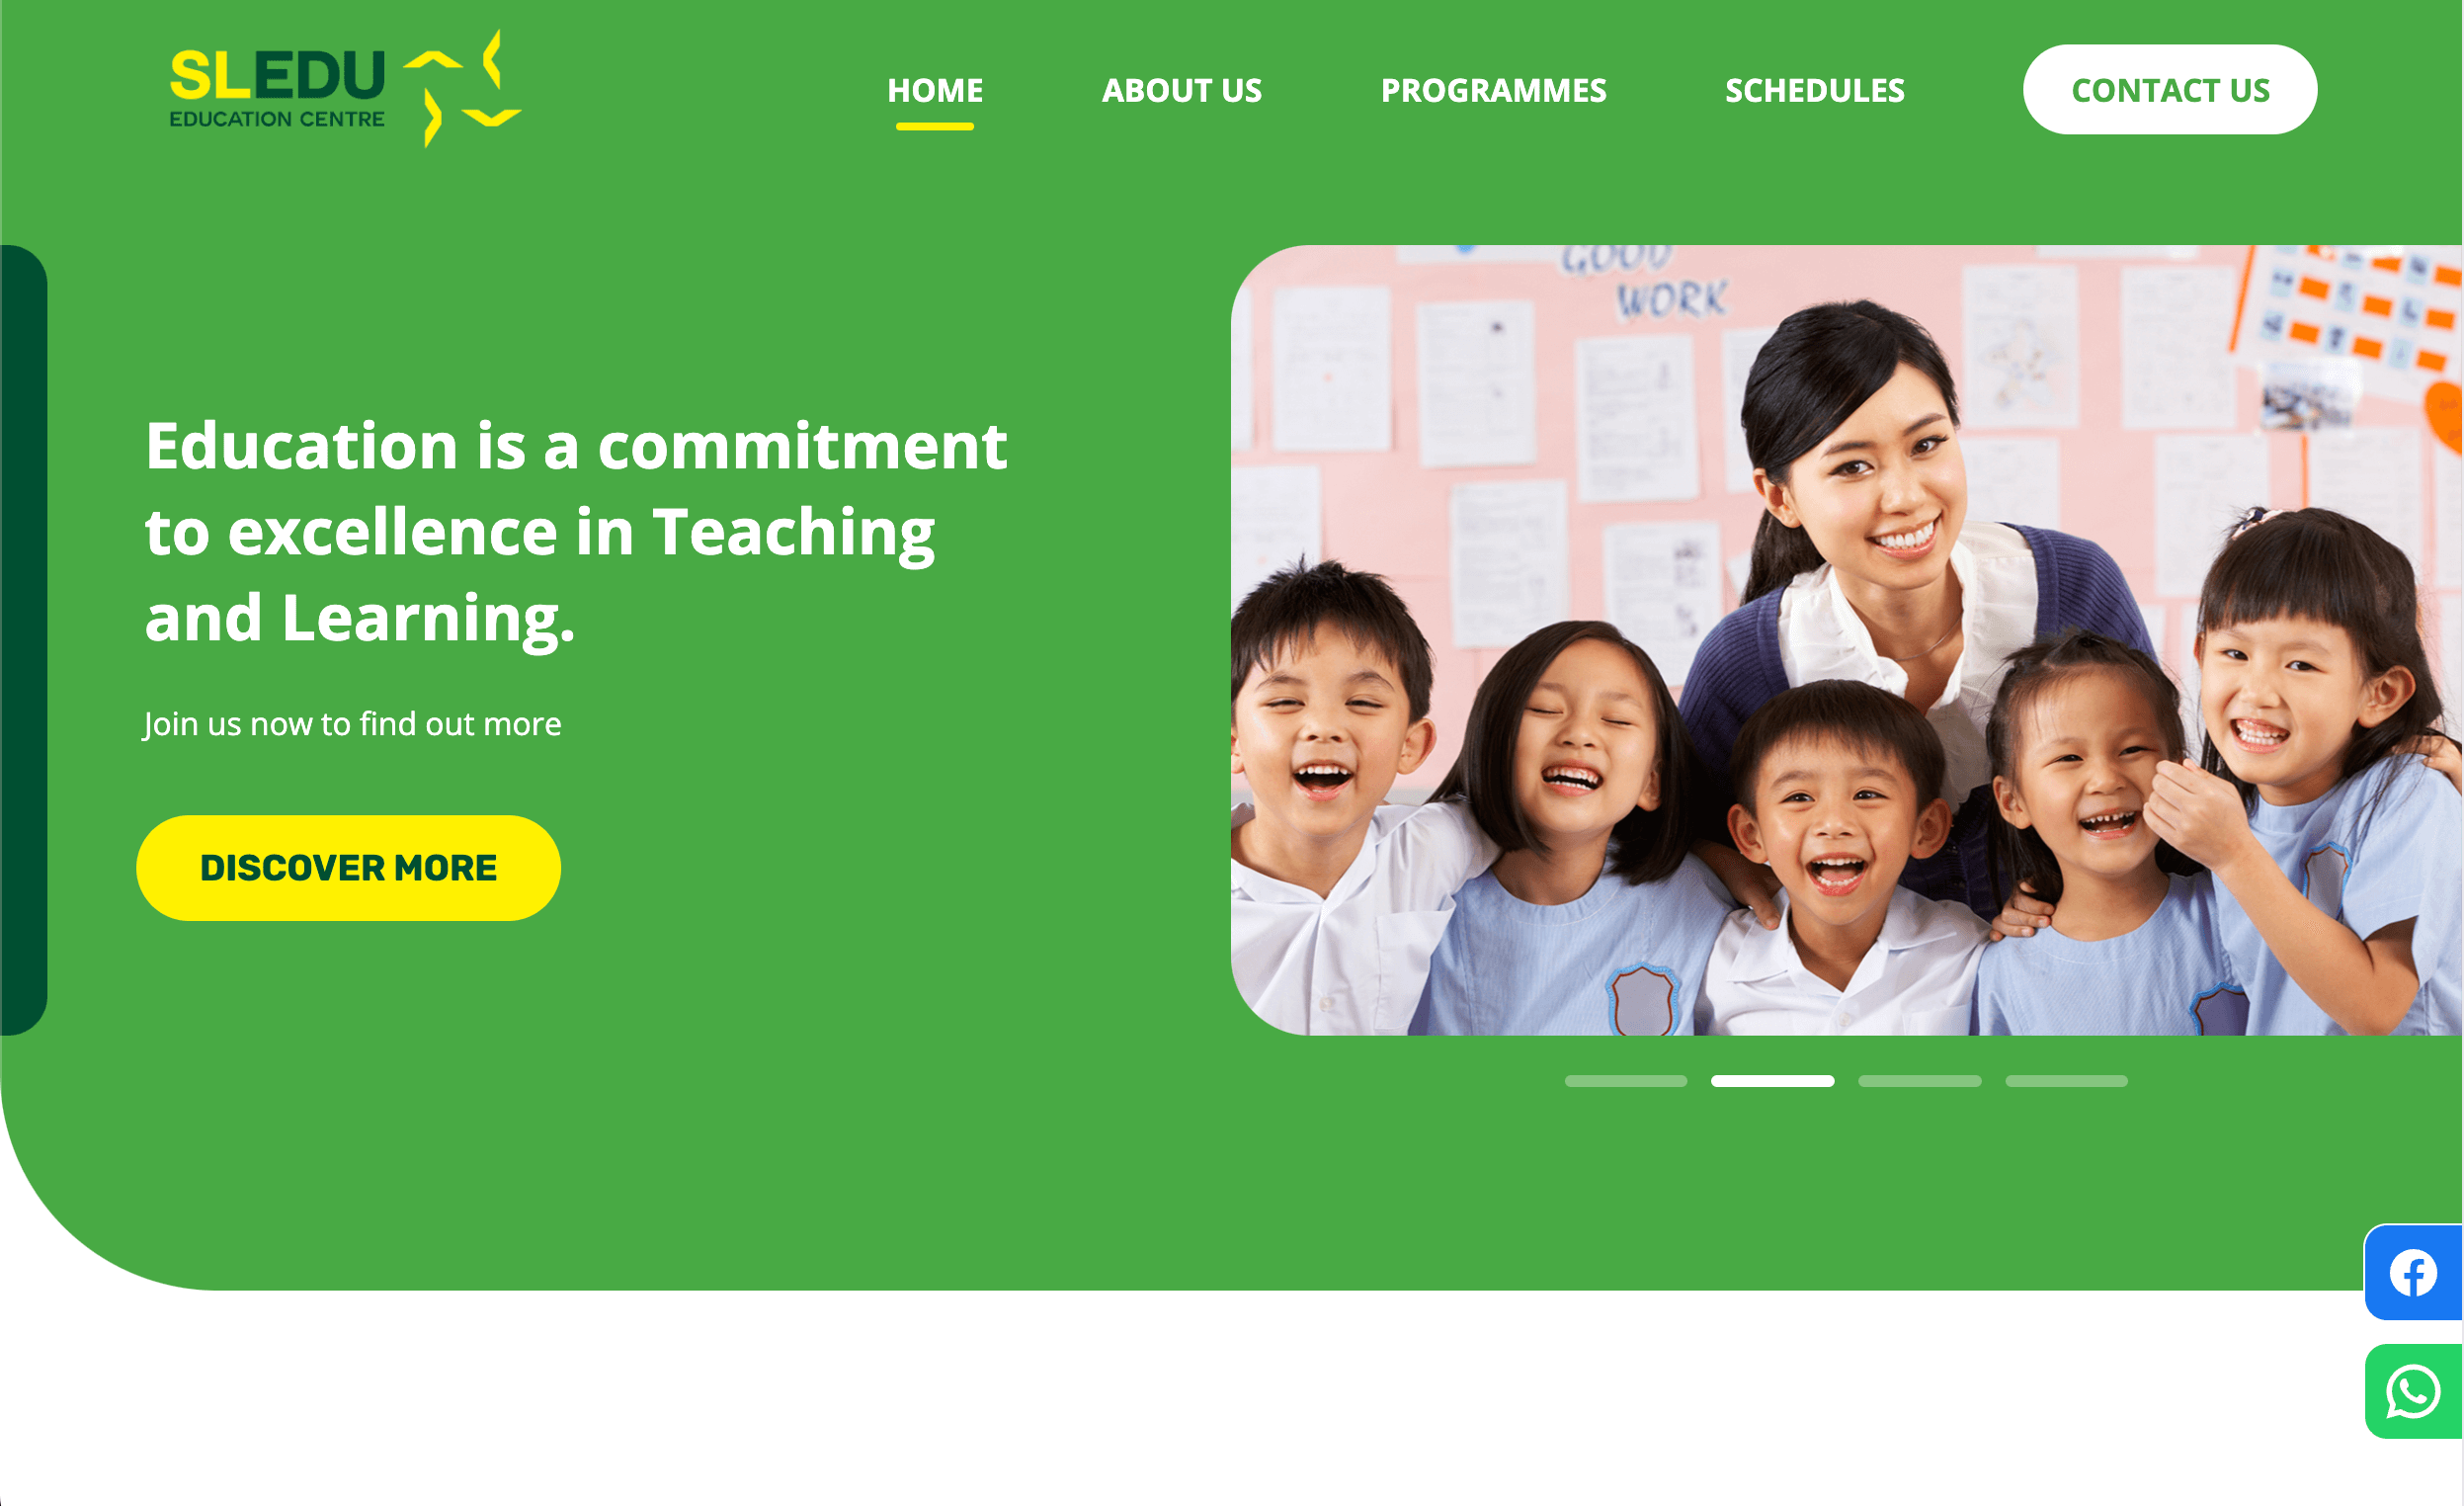 SLEDU
EDUCATION CENTRE
HOME
ABOUT US
PROGRAMMES
SCHEDULES
CONTACT US
GOOD
WORK
Education is a commitment
to excellence in Teaching
and Learning.
Join us now to find out more
DISCOVER MORE